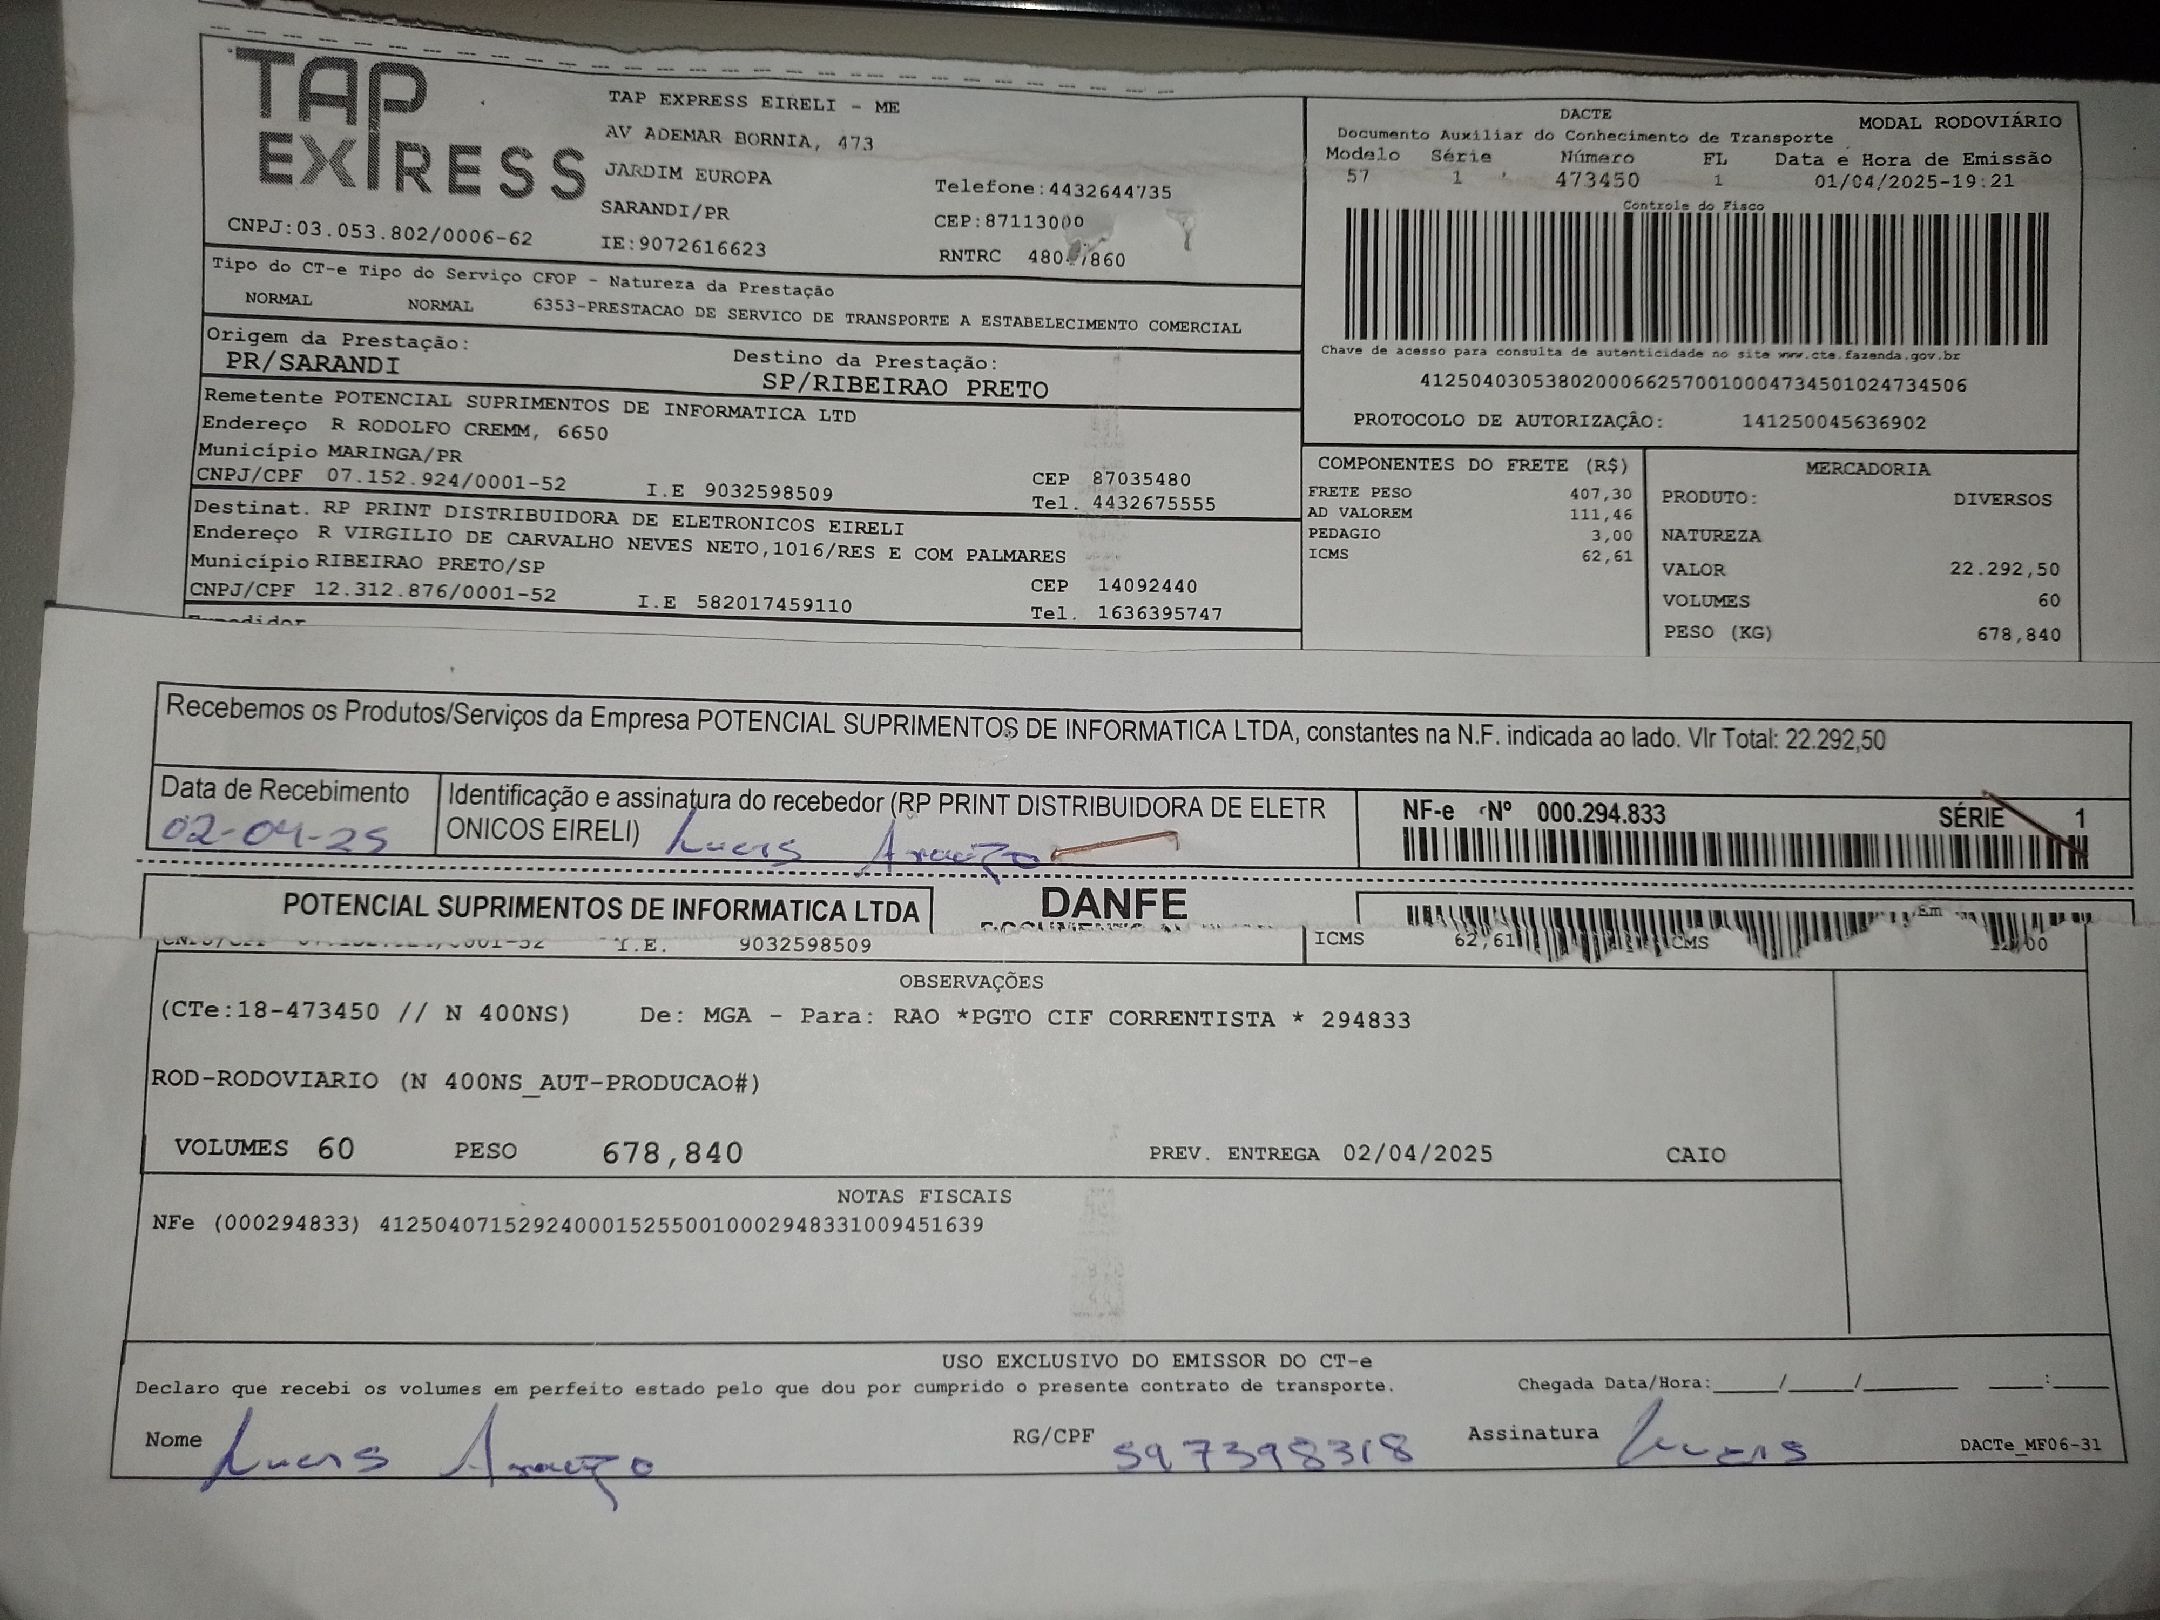 TAP
EXPRESS
TAP EXPRESS EIRELI - ME
AV ADEMAR BORNIA, 473
JARDIM EUROPA
SARANDI/PR
IE:9072616623
Telefone:4432644735
CEP:87113000
RNTRC
CNPJ:03.053.802/0006-62
DACTE
MODAL RODOVIÁRIO
Documento Auxiliar do Conhecimento de Transporte
Modelo Série Número FL Data e Hora de Emissão
57 1 473450 1 01/04/2025-19:21
Controle do Fisco
Chave de acesso para consulta de autenticidade no site www.cte.fazenda.gov.br
41250403053802000662570010004734501024734506
PROTOCOLO DE AUTORIZAÇÃO: 141250045636902
Tipo do CT-e Tipo do Serviço CFOP - Natureza da Prestação
NORMAL NORMAL 6353-PRESTACAO DE SERVICO DE TRANSPORTE A ESTABELECIMENTO COMERCIAL
Origem da Prestação:
PR/SARANDI
Destino da Prestação:
SP/RIBEIRAO PRETO
Remetente POTENCIAL SUPRIMENTOS DE INFORMATICA LTD
Endereço R RODOLFO CREMM, 6650
Município MARINGA/PR
CEP 87035480
CNPJ/CPF 07.152.924/0001-52 I.E 9032598509
Tel. 4432675555
Destinat. RP PRINT DISTRIBUIDORA DE ELETRONICOS EIRELI
Endereço R VIRGILIO DE CARVALHO NEVES NETO,1016/RES E COM PALMARES
Município RIBEIRAO PRETO/SP
CEP 14092440
CNPJ/CPF 12.312.876/0001-52 I.E 582017459110
Tel. 1636395747
Expedidor
COMPONENTES DO FRETE (R$)
FRETE PESO 407,30
AD VALOREM 111,46
PEDAGIO 3,00
ICMS 62,61
MERCADORIA
PRODUTO: DIVERSOS
NATUREZA
VALOR 22.292,50
VOLUMES 60
PESO (KG) 678,840
Recebemos os Produtos/Serviços da Empresa POTENCIAL SUPRIMENTOS DE INFORMATICA LTDA, constantes na N.F. indicada ao lado. Vlr Total: 22.292,50
Data de Recebimento
02-04-25
Identificação e assinatura do recebedor (RP PRINT DISTRIBUIDORA DE ELETR
ONICOS EIRELI) Lucas Araujo
NF-e Nº 000.294.833 SÉRIE 1
POTENCIAL SUPRIMENTOS DE INFORMATICA LTDA
DANFE
I.E. 9032598509
ICMS 62,61
OBSERVAÇÕES
(CTe:18-473450 // N 400NS) De: MGA - Para: RAO *PGTO CIF CORRENTISTA * 294833
ROD-RODOVIARIO (N 400NS_AUT-PRODUCAO#)
VOLUMES 60 PESO 678,840 PREV. ENTREGA 02/04/2025 CAIO
NOTAS FISCAIS
NFe (000294833) 41250407152924000152550010002948331009451639
USO EXCLUSIVO DO EMISSOR DO CT-e
Declaro que recebi os volumes em perfeito estado pelo que dou por cumprido o presente contrato de transporte. Chegada Data/Hora:_____/_____/________ _____:_____
Nome Lucas Araujo RG/CPF 597398318 Assinatura Lucas
DACTe_MF06-31